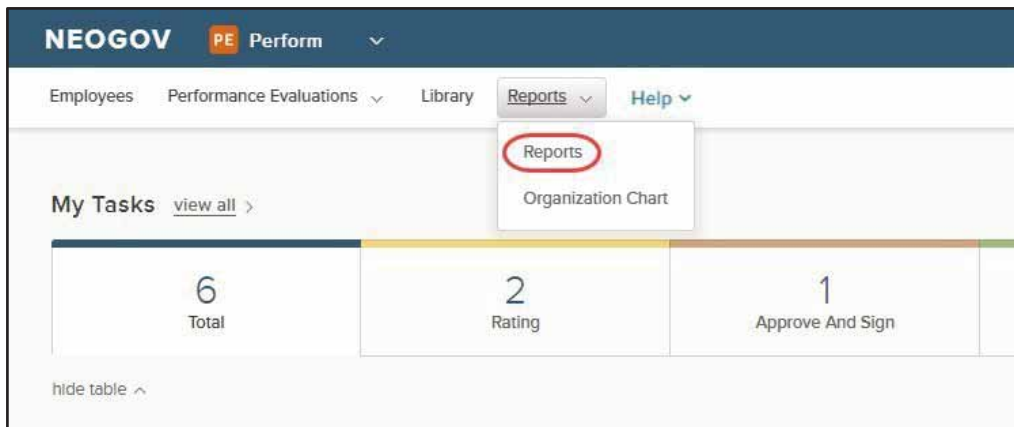 NEOGOV PE Perform
Employees Performance Evaluations Library Reports Help
Reports
Organization Chart
My Tasks view all >
6 2 1
Total Rating Approve And Sign
hide table